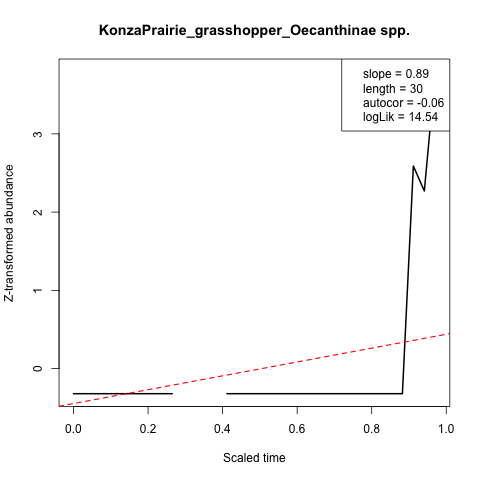 KonzaPrairie_grasshopper_Oecanthinae spp.
slope = 0.89
length = 30
autocor = -0.06
logLik = 14.54
Z-transformed abundance
3
2
1
0
0.0 0.2 0.4 0.6 0.8 1.0
Scaled time